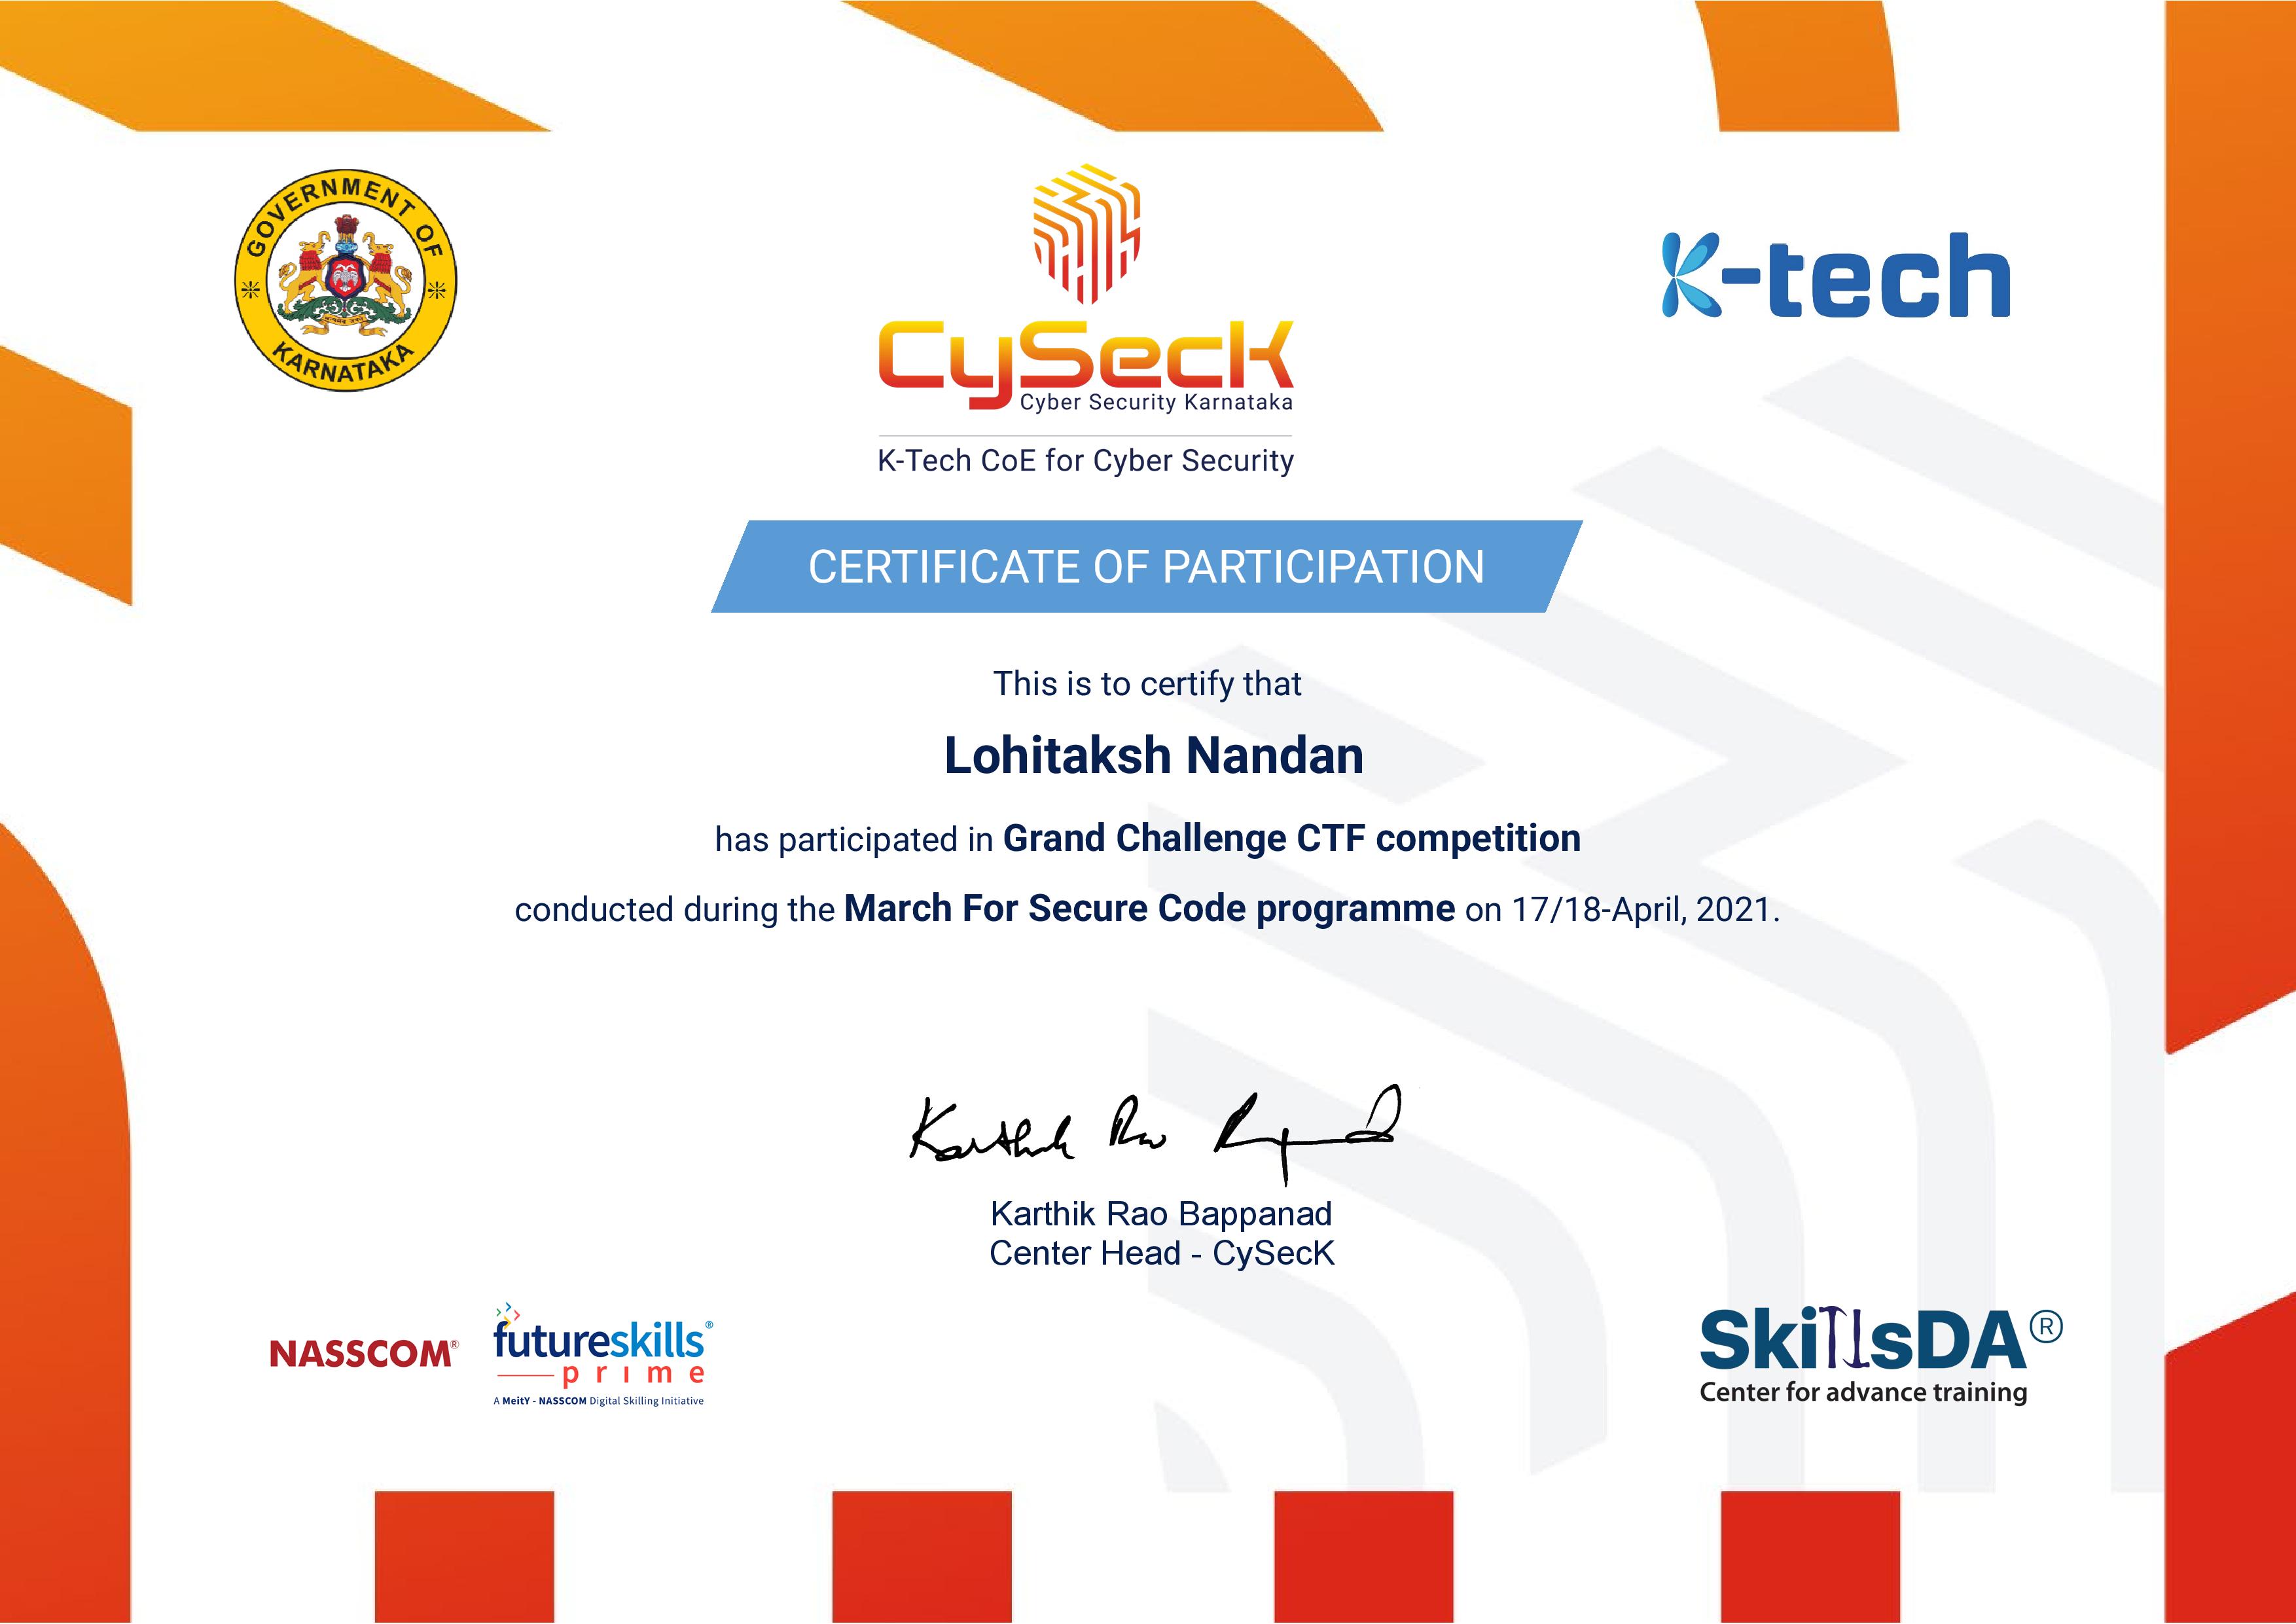 GOVERNMENT OF
KARNATAKA
सत्यमेव जयते
CySecK
Cyber Security Karnataka
K-Tech CoE for Cyber Security
K-tech
CERTIFICATE OF PARTICIPATION
This is to certify that
Lohitaksh Nandan
has participated in Grand Challenge CTF competition
conducted during the March For Secure Code programme on 17/18-April, 2021.
Karthik Rao
Karthik Rao Bappanad
Center Head - CySecK
NASSCOM®
futureskills®
prime
A MeitY - NASSCOM Digital Skilling Initiative
SkillsDA®
Center for advance training